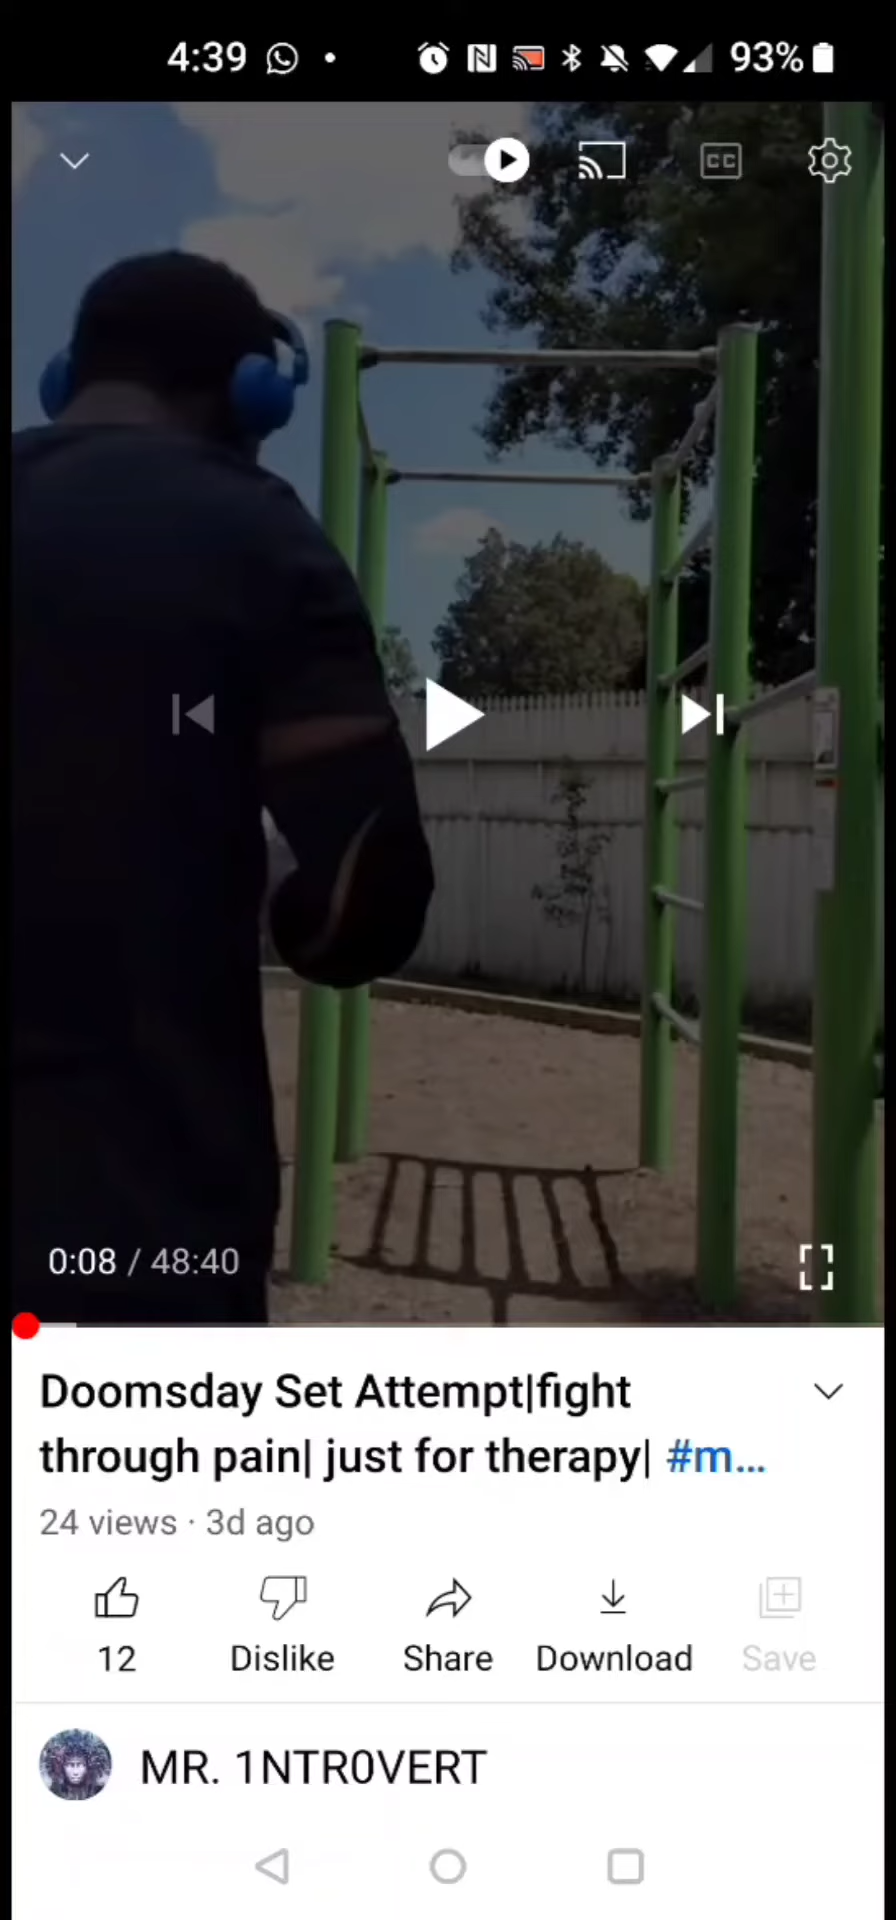 4:39
93%
CC
0:08 / 48:40
Doomsday Set Attempt|fight
through pain| just for therapy| #m...
24 views · 3d ago
12
Dislike
Share
Download
Save
MR. 1NTR0VERT